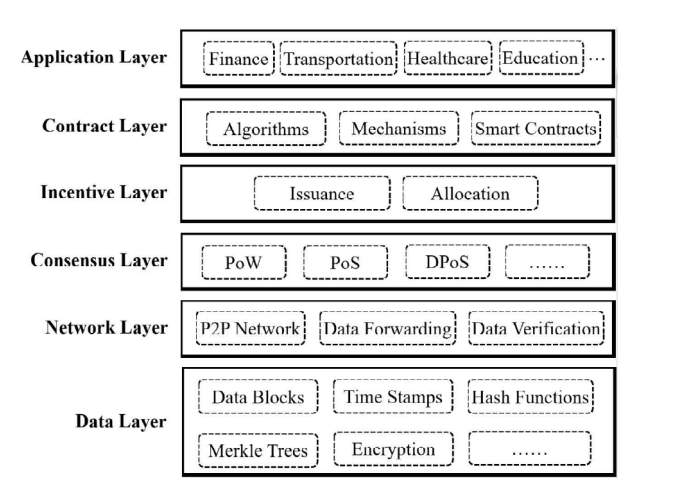 Application Layer Finance Transportation Healthcare Education ···
Contract Layer Algorithms Mechanisms Smart Contracts
Incentive Layer Issuance Allocation
Consensus Layer PoW PoS DPoS ……
Network Layer P2P Network Data Forwarding Data Verification
Data Blocks Time Stamps Hash Functions
Data Layer
Merkle Trees Encryption ……